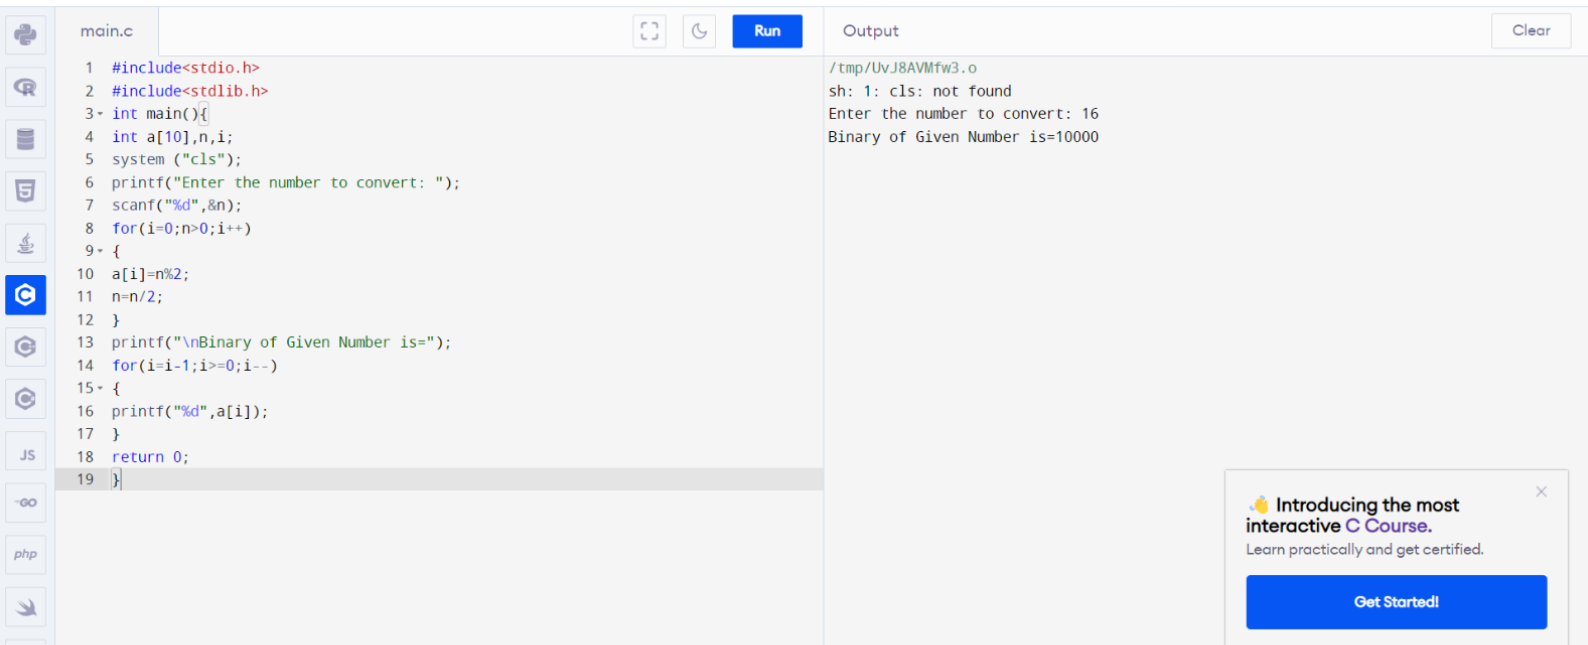 main.c
Run
Output
Clear
1 #include<stdio.h>
2 #include<stdlib.h>
3 int main(){
4 int a[10],n,i;
5 system ("cls");
6 printf("Enter the number to convert: ");
7 scanf("%d",&n);
8 for(i=0;n>0;i++)
9 {
10 a[i]=n%2;
11 n=n/2;
12 }
13 printf("\nBinary of Given Number is=");
14 for(i=i-1;i>=0;i--)
15 {
16 printf("%d",a[i]);
17 }
18 return 0;
19 }
/tmp/UvJ8AVMfw3.o
sh: 1: cls: not found
Enter the number to convert: 16
Binary of Given Number is=10000
R
5
C
C
C
JS
GO
php
👋 Introducing the most
interactive C Course.
Learn practically and get certified.
Get Started!